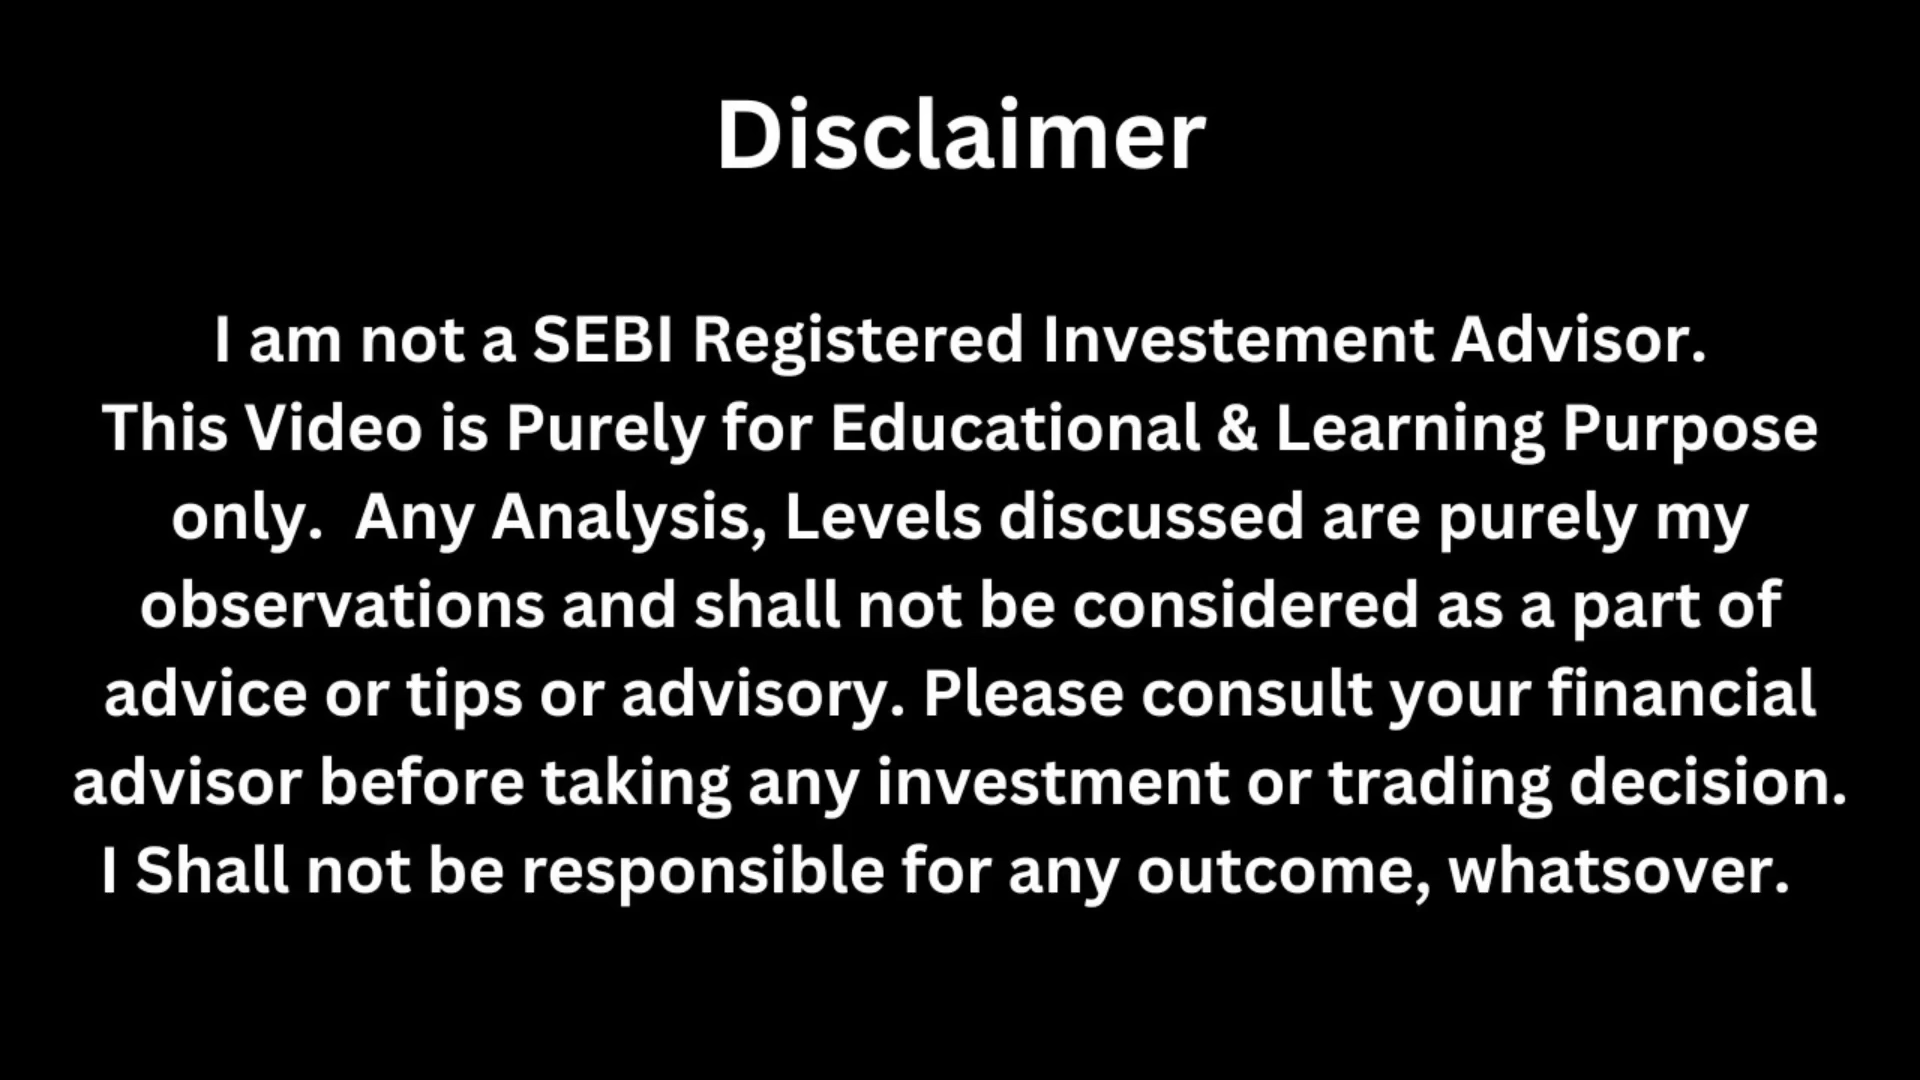 Disclaimer
I am not a SEBI Registered Investement Advisor.
This Video is Purely for Educational & Learning Purpose
only.  Any Analysis, Levels discussed are purely my
observations and shall not be considered as a part of
advice or tips or advisory. Please consult your financial
advisor before taking any investment or trading decision.
I Shall not be responsible for any outcome, whatsover.